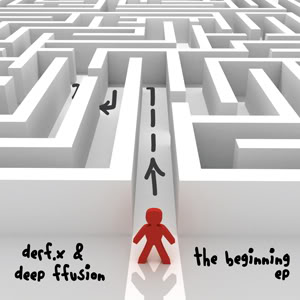 derf.x &
deep ffusion
the beginning
ep